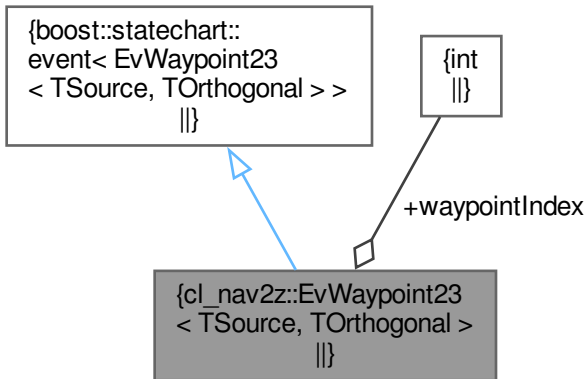 {boost::statechart::
event< EvWaypoint23
< TSource, TOrthogonal > >
||}
{int
||}
+waypointIndex
{cl_nav2z::EvWaypoint23
< TSource, TOrthogonal >
||}